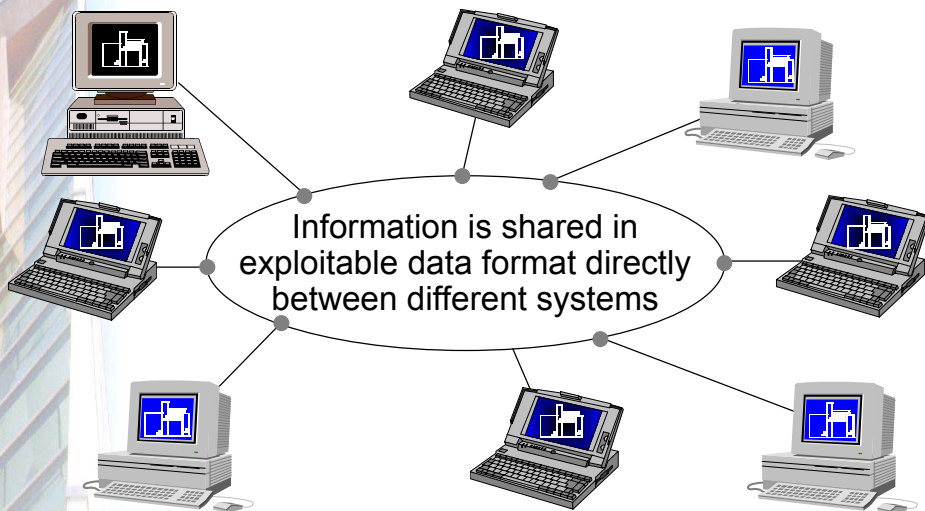 Information is shared in
exploitable data format directly
between different systems